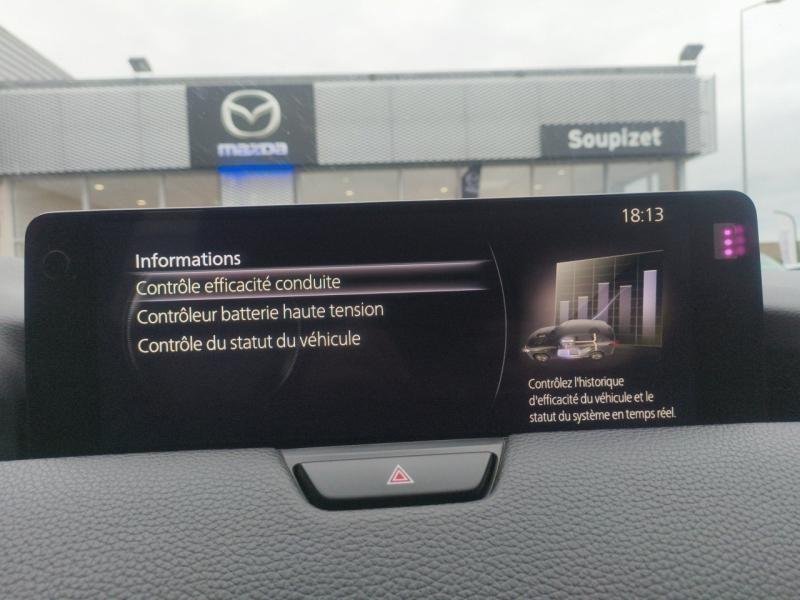 mazda
Soupizet
18:13
Informations
Contrôle efficacité conduite
Contrôleur batterie haute tension
Contrôle du statut du véhicule
Contrôlez l'historique
d'efficacité du véhicule et le
statut du système en temps réel.